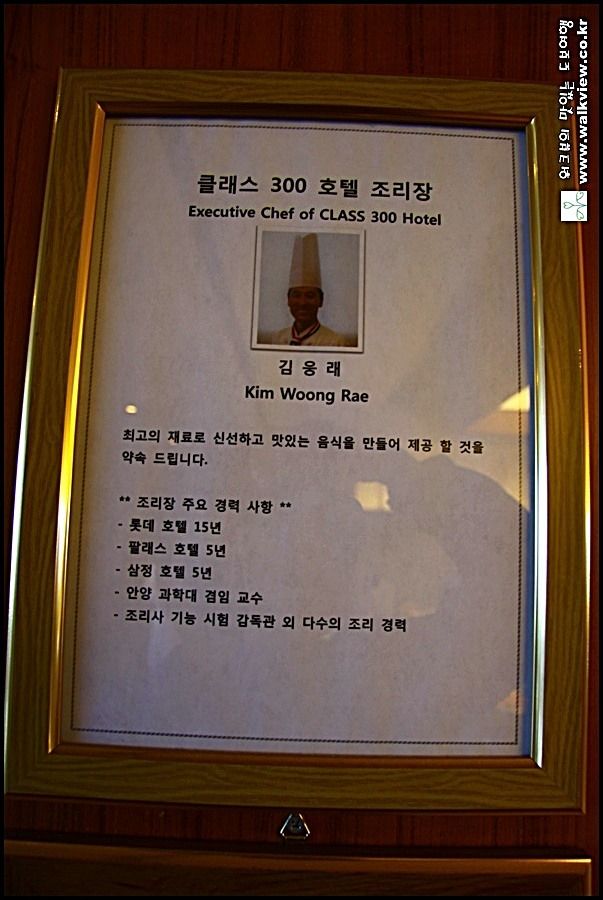 클래스 300 호텔 조리장
Executive Chef of CLASS 300 Hotel
김 웅 래
Kim Woong Rae
최고의 재료로 신선하고 맛있는 음식을 만들어 제공 할 것을
약속 드립니다.
** 조리장 주요 경력 사항 **
- 롯데 호텔 15년
- 팔래스 호텔 5년
- 삼정 호텔 5년
- 안양 과학대 겸임 교수
- 조리사 기능 시험 감독관 외 다수의 조리 경력
www.walkview.co.kr